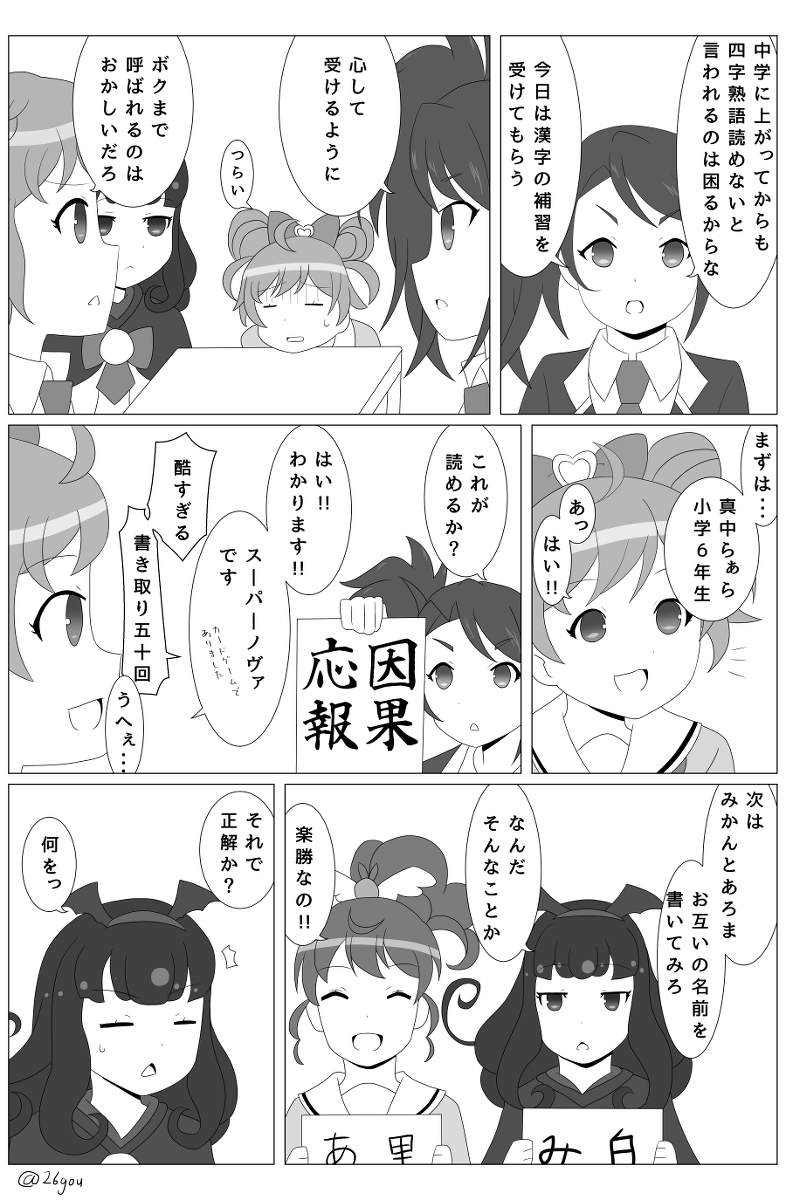 中学に上がってからも
四字熟語読めないと
言われるのは困るからな
今日は漢字の補習を
受けてもらう
心して
受けるように
つらい
ボクまで
呼ばれるのは
おかしいだろ
まずは…
真中らぁら
小学6年生
あっ
はい!!
これが
読めるか?
因果
応報
はい!!
わかります!!
スーパーノヴァ
です
カードゲームで
ありました
酷すぎる
書き取り五十回
うへぇ…
次は
みかんとあろま
お互いの名前を
書いてみろ
なんだ
そんなことか
楽勝なの!!
み白
あ里
それで
正解か?
何をっ
@26gou